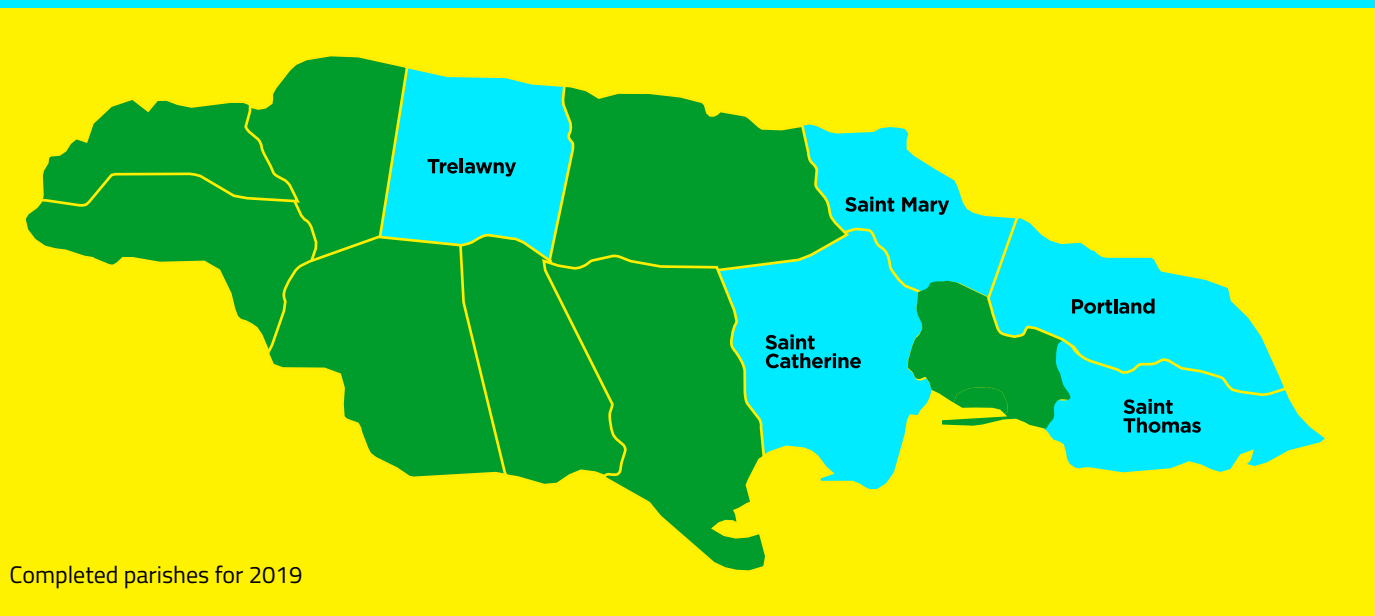 Trelawny
Saint Mary
Portland
Saint
Catherine
Saint
Thomas
Completed parishes for 2019